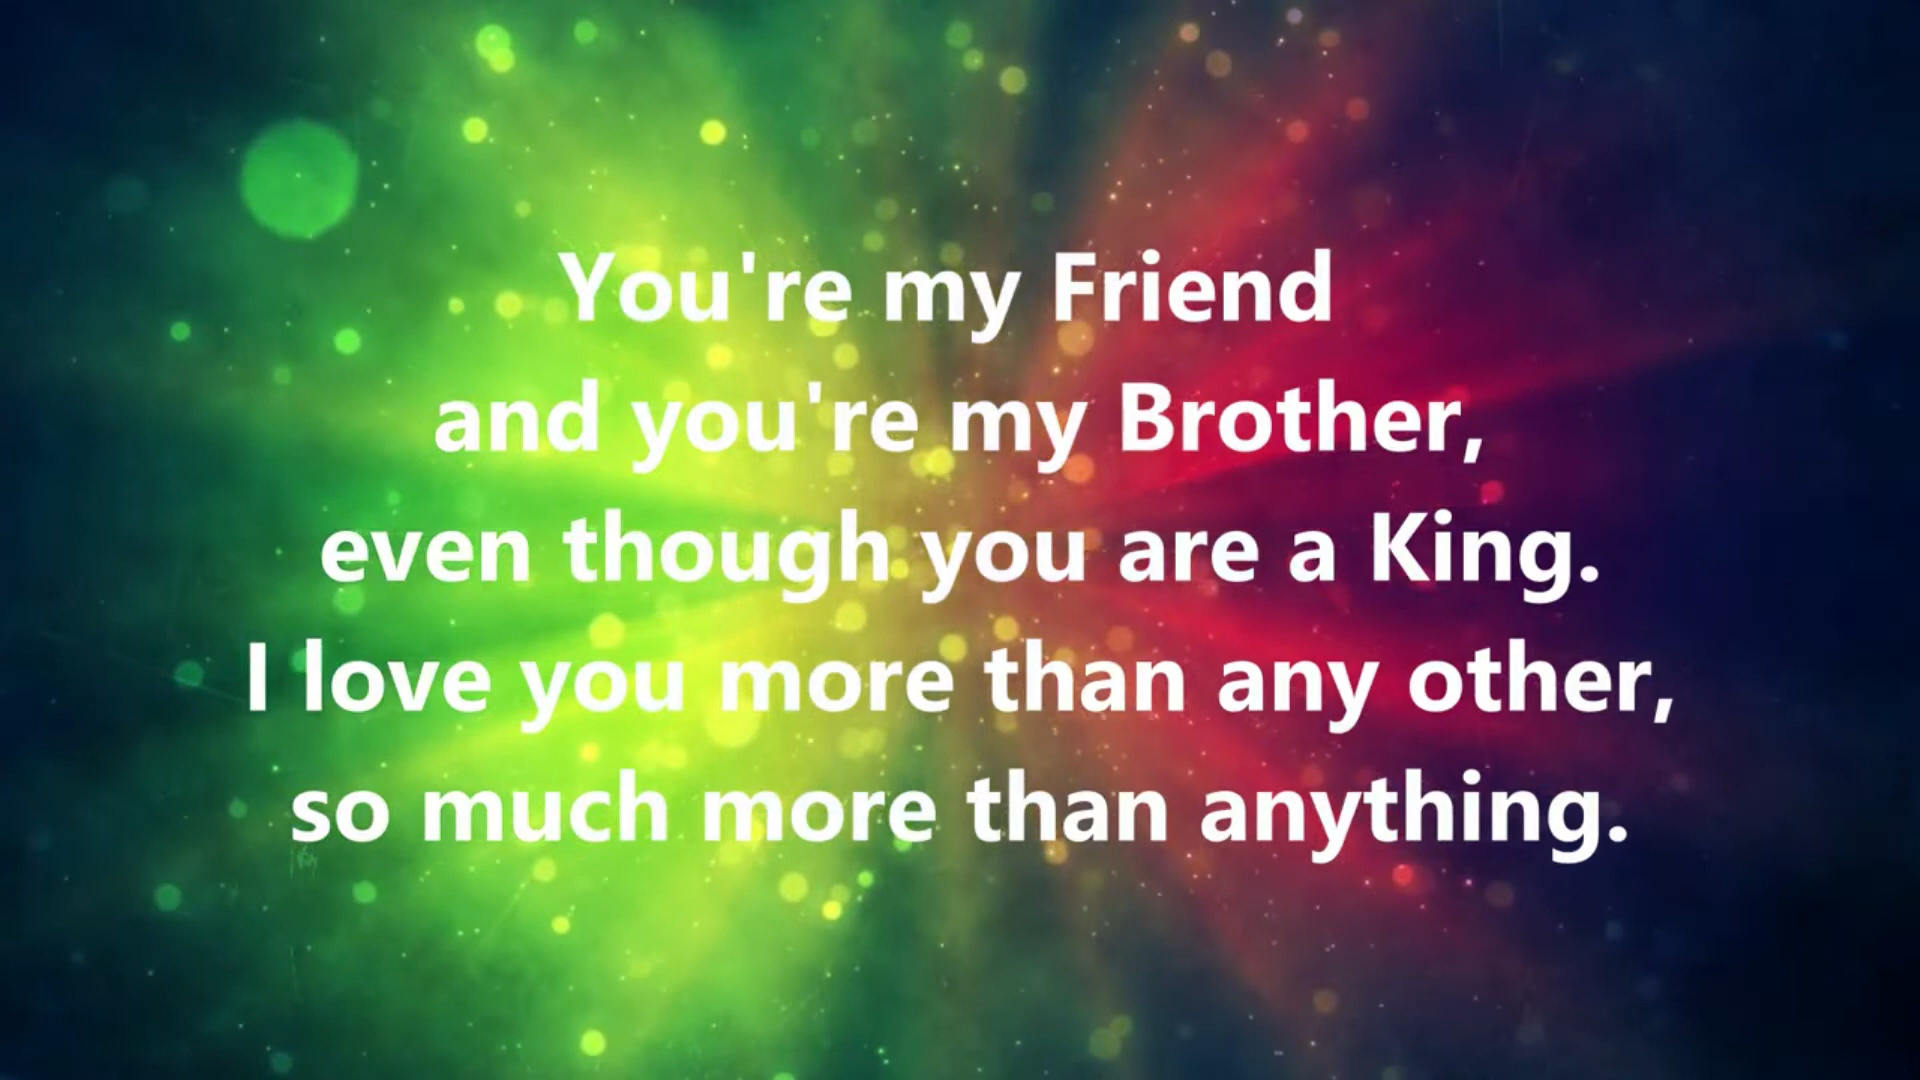 You're my Friend
and you're my Brother,
even though you are a King.
I love you more than any other,
so much more than anything.